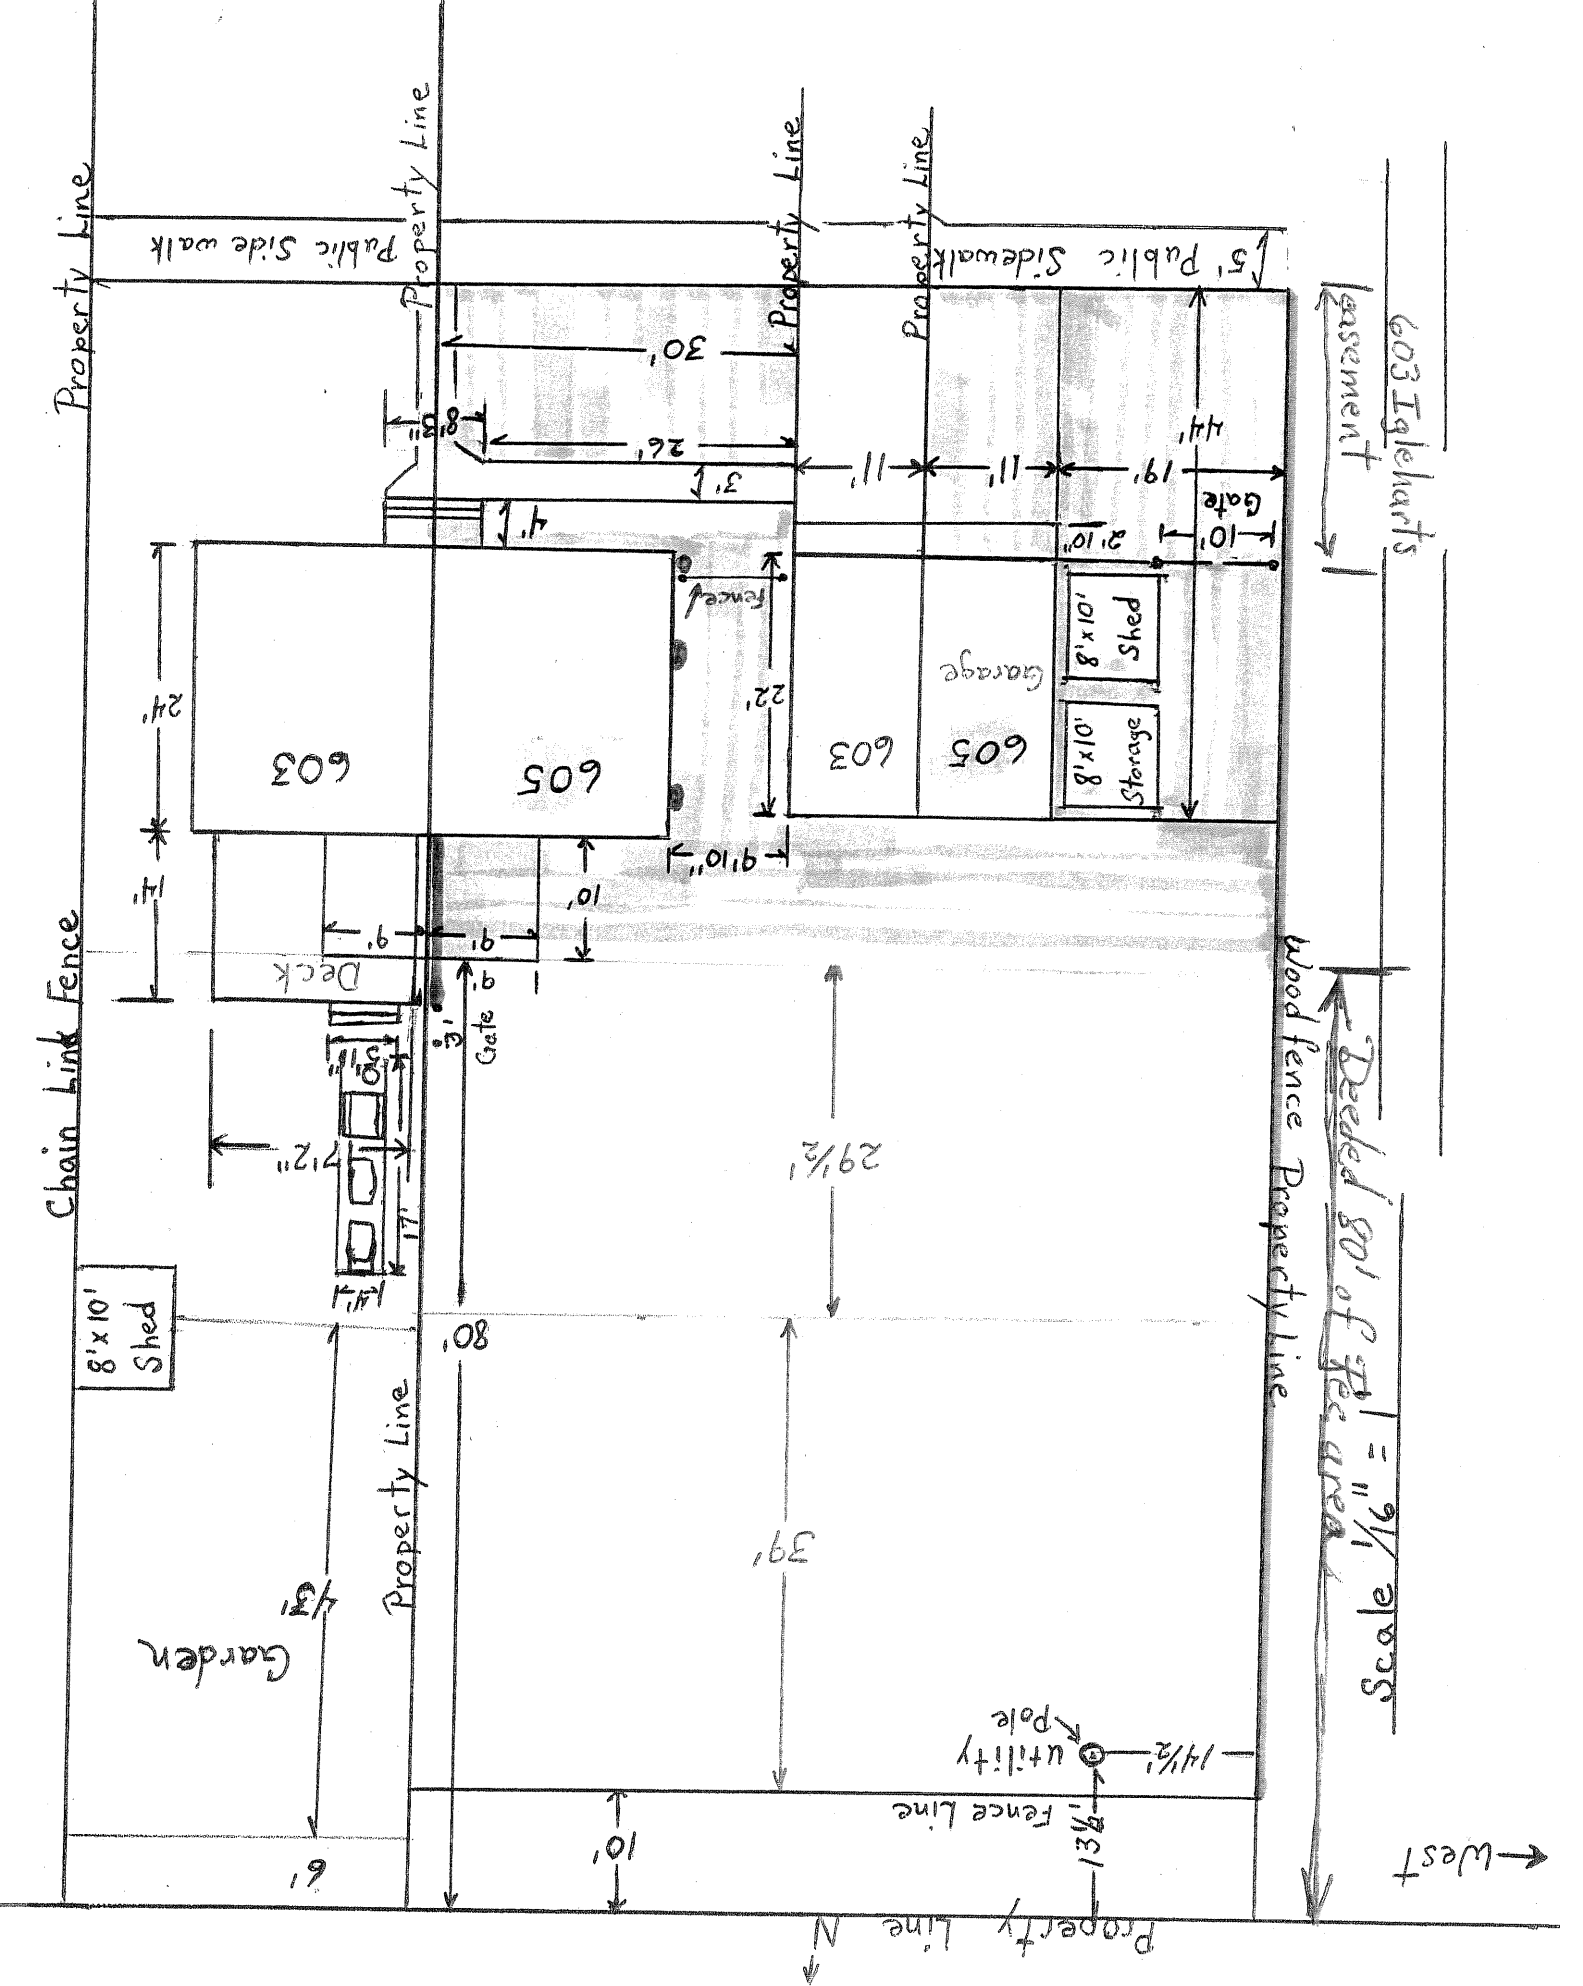 Property Line
Property Line
Property Line
Property Line
Public Side walk
5' Public Sidewalk
30'
8'3"
26'
3'
4'
11'
11'
19'
44'
Gate
10'
2'10"
easement
603 Igleharts
fence
24'
603
605
22'
603
605
Garage
8'x10'
Shed
8'x10'
Storage
14'
9'10"
10'
9'
9'
9'
Deck
3'
Gate
Chain Link Fence
7'2"
17'
4'
8'x10'
Shed
29½'
80'
Wood fence Property Line
Deeded 80' of
area
Scale 1/16" = 1'
Property Line
43'
Garden
39'
Utility
Pole
14½'
13½'
Fence Line
10'
6'
West
Property Line
N